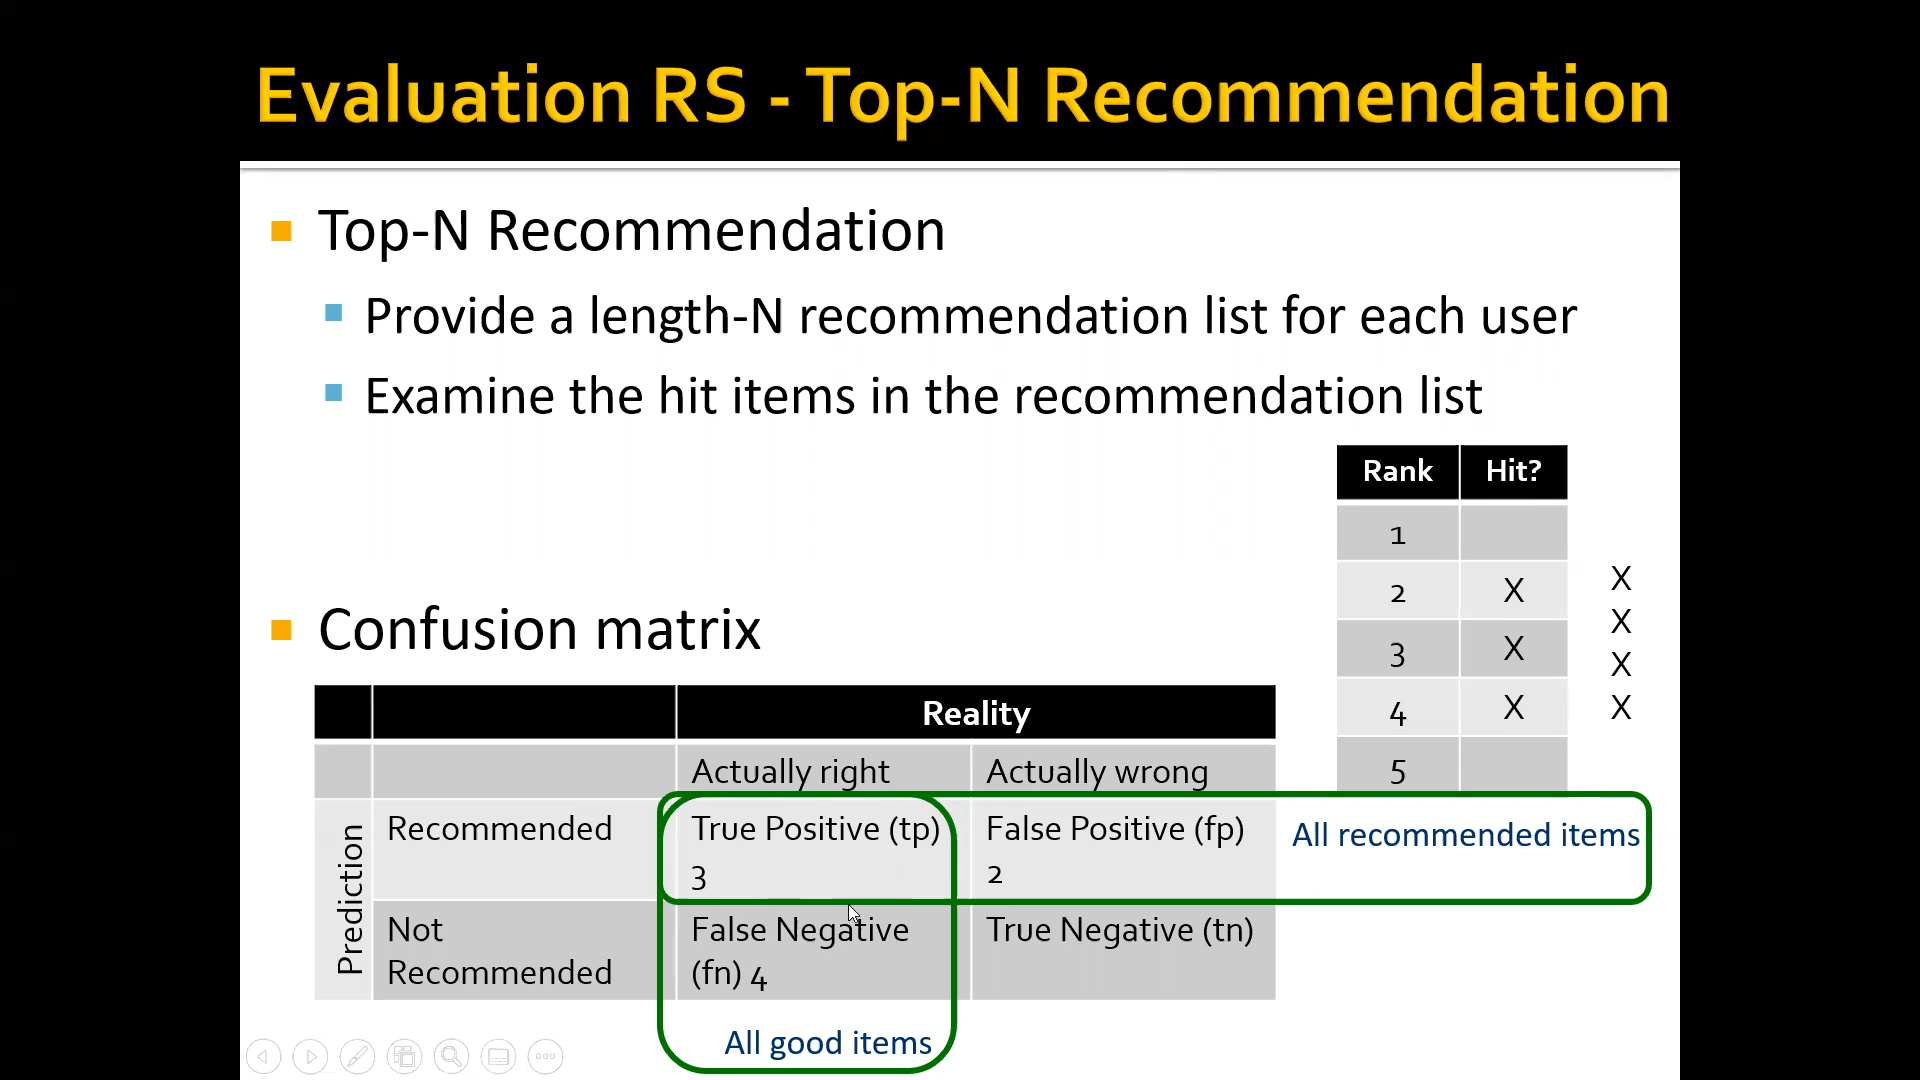 Evaluation RS - Top-N Recommendation
Top-N Recommendation
Provide a length-N recommendation list for each user
Examine the hit items in the recommendation list
Rank Hit?
1
2 X
3 X
4 X
5
X
X
X
X
Confusion matrix
Reality
Actually right Actually wrong
Prediction
Recommended
True Positive (tp)
3
False Positive (fp)
2
All recommended items
Not
Recommended
False Negative
(fn) 4
True Negative (tn)
All good items